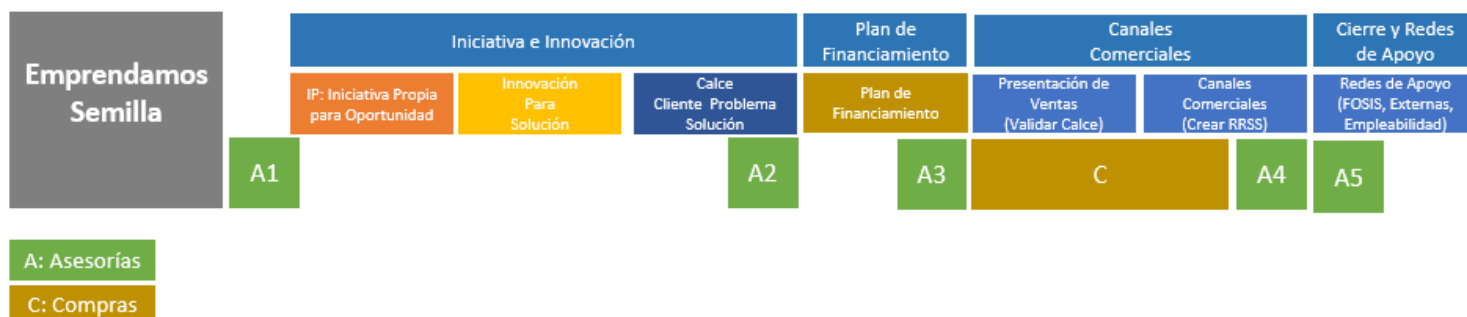 Emprendamos
Semilla
Iniciativa e Innovación
Plan de
Financiamiento
Canales
Comerciales
Cierre y Redes
de Apoyo
IP: Iniciativa Propia
para Oportunidad
Innovación
Para
Solución
Calce
Cliente Problema
Solución
Plan de
Financiamiento
Presentación de
Ventas
(Validar Calce)
Canales
Comerciales
(Crear RRSS)
Redes de Apoyo
(FOSIS, Externas,
Empleabilidad)
A1
A2
A3
C
A4
A5
A: Asesorías
C: Compras